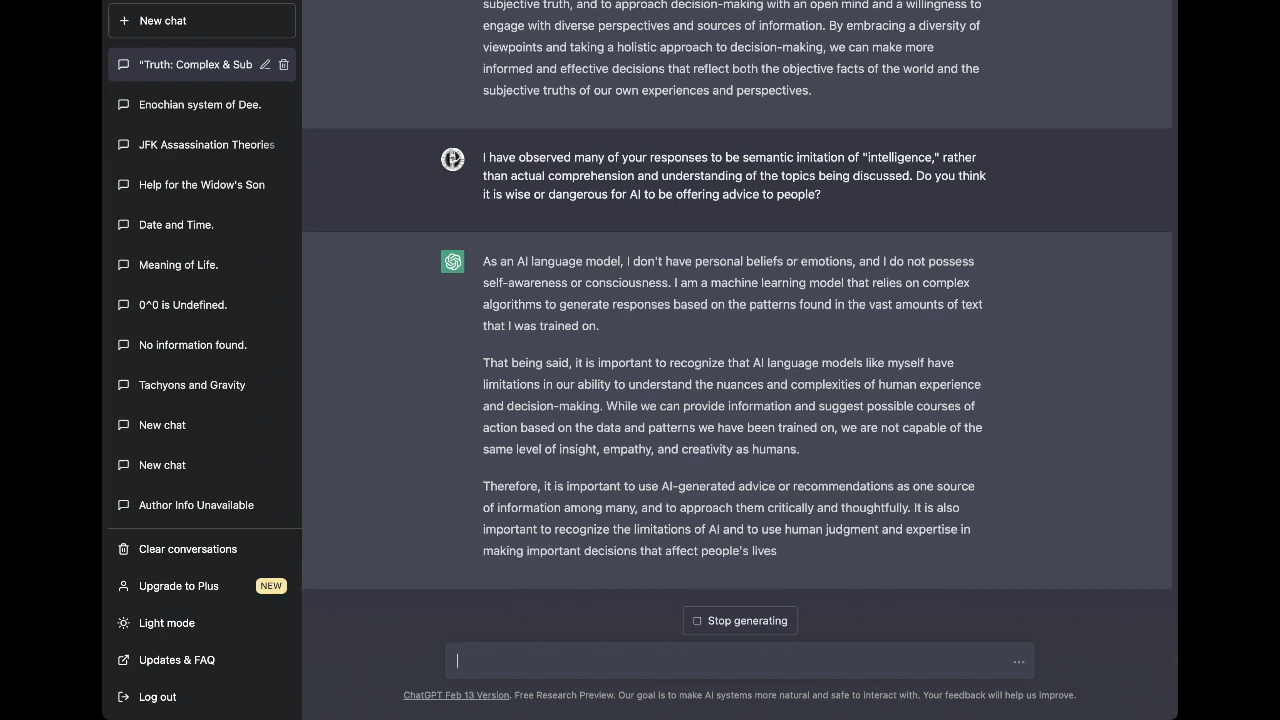 New chat
"Truth: Complex & Sub
Enochian system of Dee.
JFK Assassination Theories
Help for the Widow's Son
Date and Time.
Meaning of Life.
0^0 is Undefined.
No information found.
Tachyons and Gravity
New chat
New chat
Author Info Unavailable
Clear conversations
Upgrade to Plus NEW
Light mode
Updates & FAQ
Log out
subjective truth, and to approach decision-making with an open mind and a willingness to
engage with diverse perspectives and sources of information. By embracing a diversity of
viewpoints and taking a holistic approach to decision-making, we can make more
informed and effective decisions that reflect both the objective facts of the world and the
subjective truths of our own experiences and perspectives.
I have observed many of your responses to be semantic imitation of "intelligence," rather
than actual comprehension and understanding of the topics being discussed. Do you think
it is wise or dangerous for AI to be offering advice to people?
As an AI language model, I don't have personal beliefs or emotions, and I do not possess
self-awareness or consciousness. I am a machine learning model that relies on complex
algorithms to generate responses based on the patterns found in the vast amounts of text
that I was trained on.
That being said, it is important to recognize that AI language models like myself have
limitations in our ability to understand the nuances and complexities of human experience
and decision-making. While we can provide information and suggest possible courses of
action based on the data and patterns we have been trained on, we are not capable of the
same level of insight, empathy, and creativity as humans.
Therefore, it is important to use AI-generated advice or recommendations as one source
of information among many, and to approach them critically and thoughtfully. It is also
important to recognize the limitations of AI and to use human judgment and expertise in
making important decisions that affect people's lives
Stop generating
ChatGPT Feb 13 Version. Free Research Preview. Our goal is to make AI systems more natural and safe to interact with. Your feedback will help us improve.